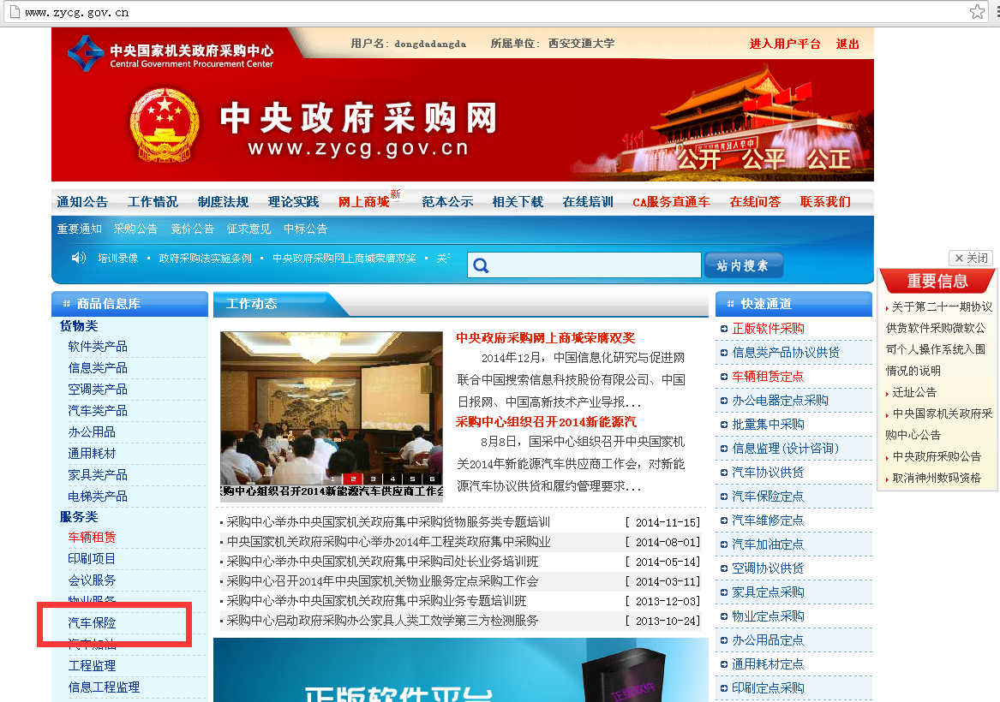 www.zycg.gov.cn
中央国家机关政府采购中心
Central Government Procurement Center
用户名: dongdadangda 所属单位: 西安交通大学
进入用户平台 退出
中央政府采购网
www.zycg.gov.cn
公开 公平 公正
通知公告 工作情况 制度法规 理论实践 网上商城 新 范本公示 相关下载 在线培训 CA服务直通车 在线问答 联系我们
重要通知 采购公告 竞价公告 征求意见 中标公告
培训录像 • 政府采购法实施条例 • 中央政府采购网上商城荣膺双奖 • 关
站内搜索
商品信息库
货物类
软件类产品
信息类产品
空调类产品
汽车类产品
办公用品
通用耗材
家具类产品
电梯类产品
服务类
车辆租赁
印刷项目
会议服务
物业服务
汽车保险
汽车加油
工程监理
信息工程监理
工作动态
1 2 3 4 5 6
采购中心组织召开2014新能源汽车供应商工作会
中央政府采购网上商城荣膺双奖
2014年12月，中国信息化研究与促进网
联合中国搜索信息科技股份有限公司、中国
日报网、中国高新技术产业导报...
采购中心组织召开2014新能源汽
8月8日，国采中心组织召开中央国家机
关2014年新能源汽车供应商工作会，对新能
源汽车协议供货和履约管理要求...
采购中心举办中央国家机关政府集中采购货物服务类专题培训 [ 2014-11-15]
中央国家机关政府采购中心举办2014年工程类政府集中采购业 [ 2014-08-01]
采购中心举办中央国家机关政府集中采购司处长业务培训班 [ 2014-05-14]
采购中心召开2014年中央国家机关物业服务定点采购工作会 [ 2014-03-11]
采购中心举办中央国家机关政府集中采购业务专题培训班 [ 2013-12-03]
采购中心启动政府采购办公家具人类工效学第三方检测服务 [ 2013-10-24]
正版软件平台
正版软件
快速通道
正版软件采购
信息类产品协议供货
车辆租赁定点
办公电器定点采购
批量集中采购
信息监理(设计咨询)
汽车协议供货
汽车保险定点
汽车维修定点
汽车加油定点
空调协议供货
家具定点采购
物业定点采购
办公用品定点
通用耗材定点
印刷定点采购
关闭
重要信息
关于第二十一期协议
供货软件采购微软公
司个人操作系统入围
情况的说明
迁址公告
中央国家机关政府采
购中心公告
中央政府采购公告
取消神州数码资格